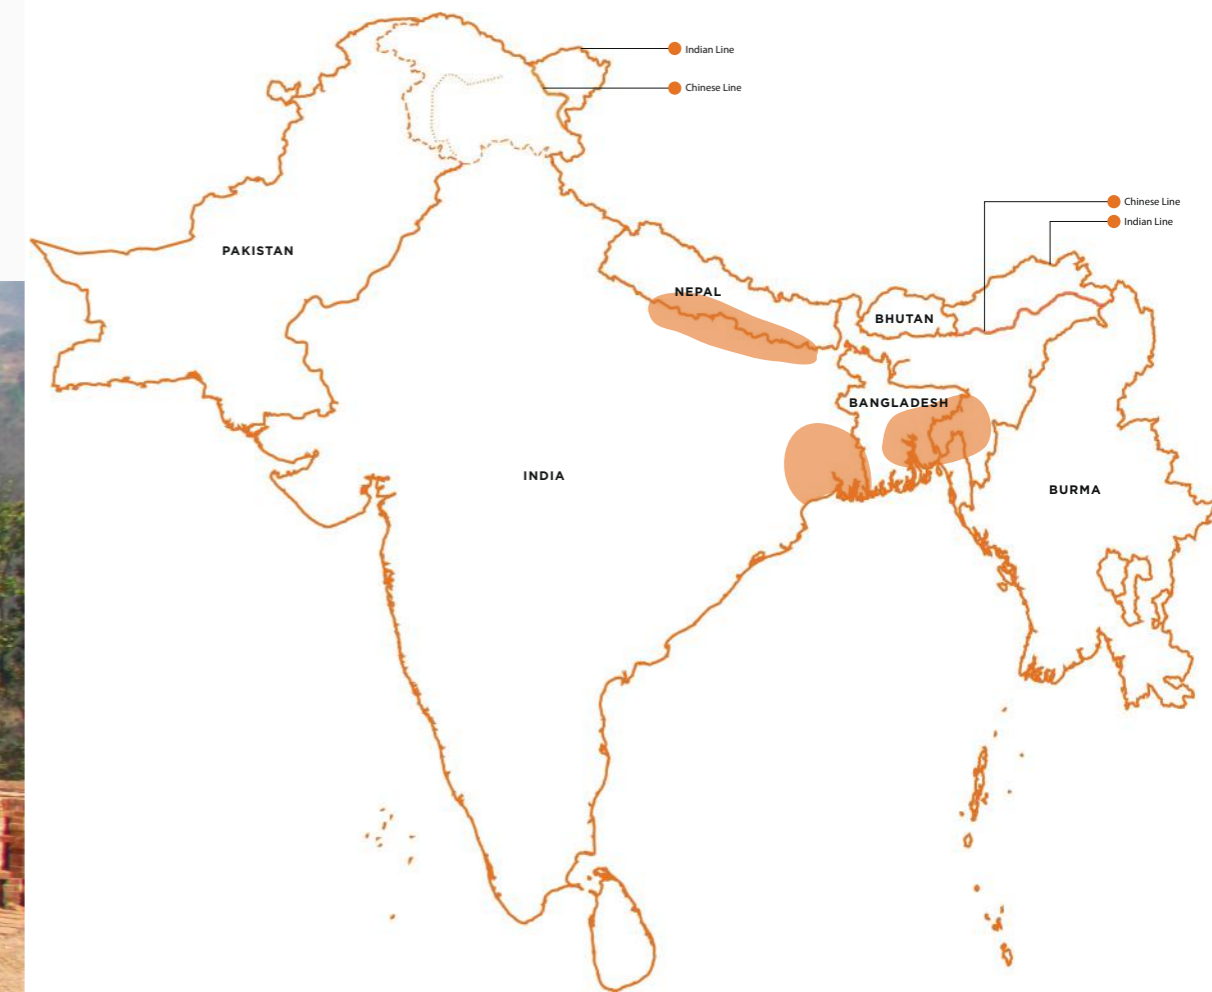 Indian Line
Chinese Line
Chinese Line
Indian Line
PAKISTAN
NEPAL
BHUTAN
BANGLADESH
INDIA
BURMA